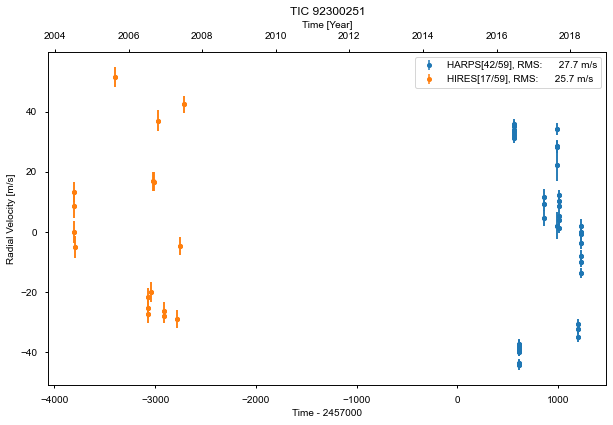 TIC 92300251
Time [Year]
2004 2006 2008 2010 2012 2014 2016 2018
HARPS[42/59], RMS: 27.7 m/s
HIRES[17/59], RMS: 25.7 m/s
Radial Velocity [m/s]
40
20
0
−20
−40
−4000 −3000 −2000 −1000 0 1000
Time - 2457000